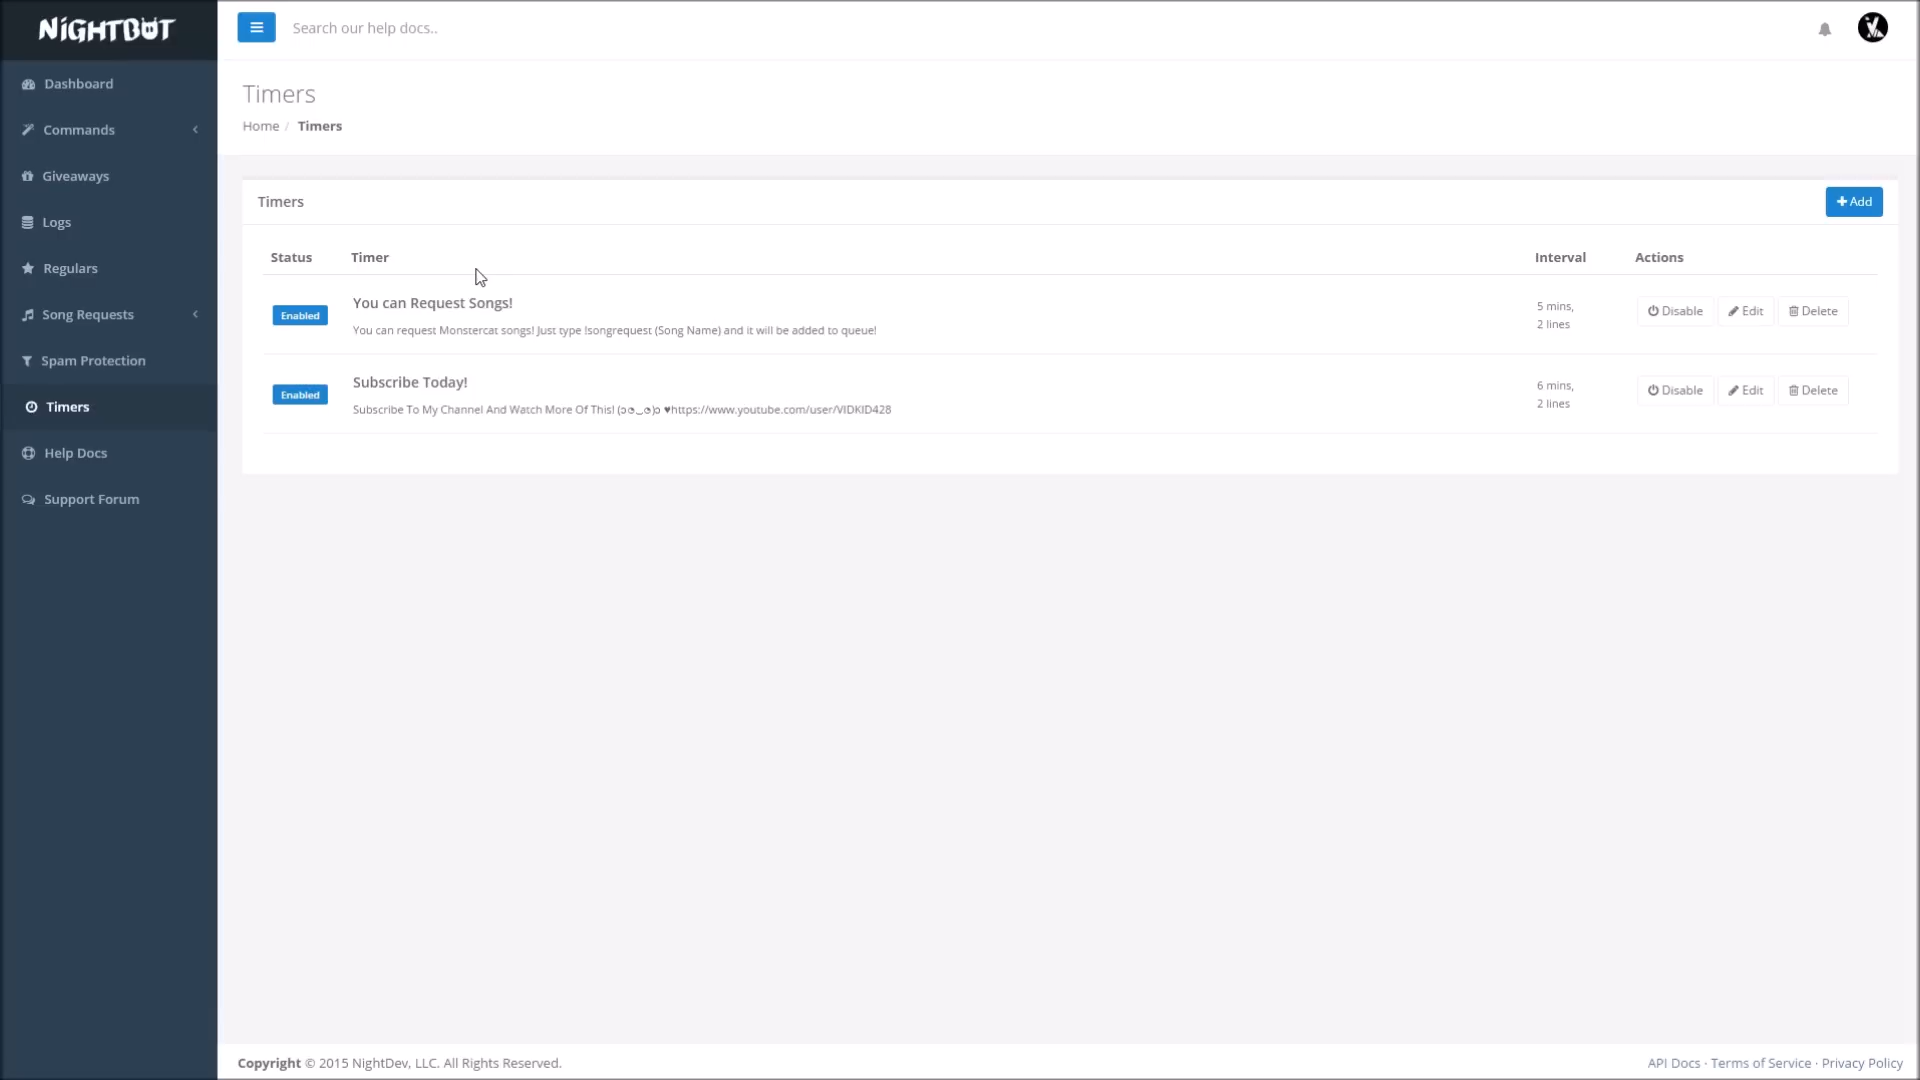 NiGHTBOT
Search our help docs..
Dashboard
Commands
Giveaways
Logs
Regulars
Song Requests
Spam Protection
Timers
Help Docs
Support Forum
Timers
Home / Timers
Timers
Add
Status Timer Interval Actions
Enabled
You can Request Songs!
You can request Monstercat songs! Just type !songrequest (Song Name) and it will be added to queue!
5 mins,
2 lines
Disable Edit Delete
Enabled
Subscribe Today!
Subscribe To My Channel And Watch More Of This! (ɔ◔‿◔)ɔ ♥https://www.youtube.com/user/VIDKID428
6 mins,
2 lines
Disable Edit Delete
Copyright © 2015 NightDev, LLC. All Rights Reserved.
API Docs · Terms of Service · Privacy Policy